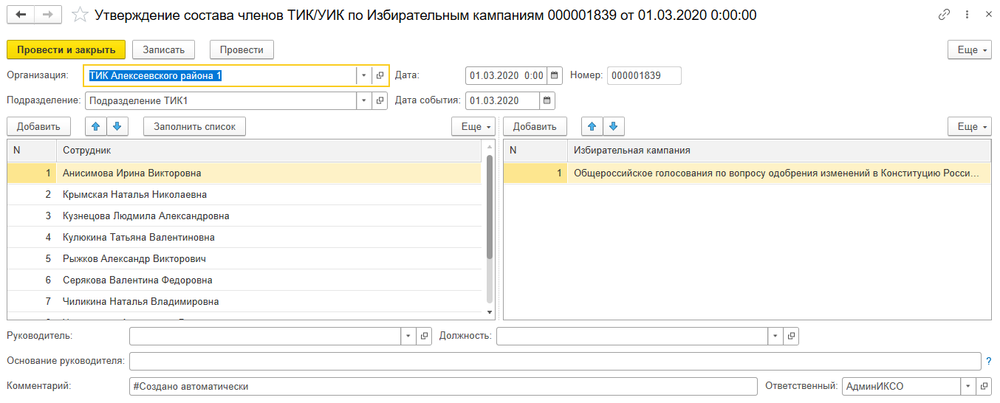 Утверждение состава членов ТИК/УИК по Избирательным кампаниям 000001839 от 01.03.2020 0:00:00
Провести и закрыть Записать Провести Еще
Организация: ТИК Алексеевского района 1 Дата: 01.03.2020 0:00 Номер: 000001839
Подразделение: Подразделение ТИК1 Дата события: 01.03.2020
Добавить Заполнить список Еще Добавить Еще
N Сотрудник N Избирательная кампания
1 Анисимова Ирина Викторовна 1 Общероссийское голосования по вопросу одобрения изменений в Конституцию Росси...
2 Крымская Наталья Николаевна
3 Кузнецова Людмила Александровна
4 Кулюкина Татьяна Валентиновна
5 Рыжков Александр Викторович
6 Серякова Валентина Федоровна
7 Чиликина Наталья Владимировна
Руководитель: Должность:
Основание руководителя: ?
Комментарий: #Создано автоматически Ответственный: АдминИКСО